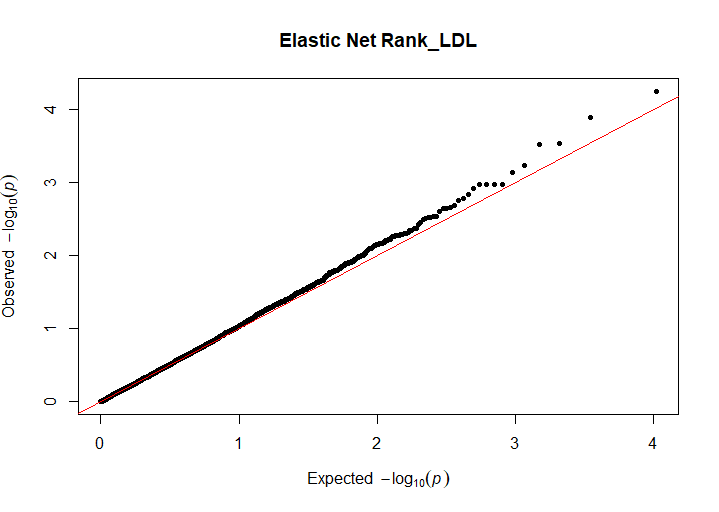 Elastic Net Rank_LDL
Observed −log₁₀(p)
4
3
2
1
0
0 1 2 3 4
Expected −log₁₀(p)